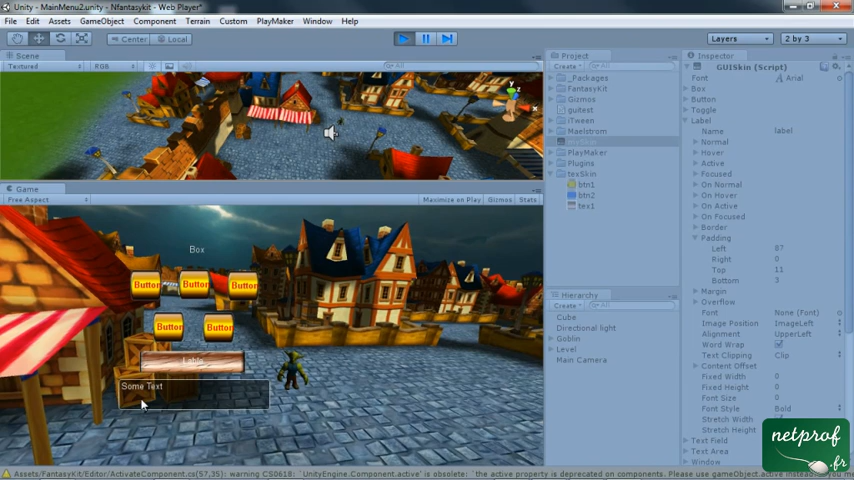 Unity - MainMenu2.unity - Nfantasykit - Web Player*
File Edit Assets GameObject Component Terrain Custom PlayMaker Window Help
Center Local Layers 2 by 3
Scene
Textured RGB All
y
z
x
Game
Free Aspect Maximize on Play Gizmos Stats
Box
Button Button Button
Button Button
Lable
Some Text
Project
Create All
_Packages
FantasyKit
Gizmos
guitest
iTween
Maelstrom
PlayMaker
Plugins
texSkin
btn1
btn2
tex1
Hierarchy
Create All
Cube
Directional light
Goblin
Level
Main Camera
Inspector
GUISkin (Script)
Font Arial
Box
Button
Toggle
Label
Name label
Normal
Hover
Active
Focused
On Normal
On Hover
On Active
On Focused
Border
Padding
Left 87
Right 0
Top 11
Bottom 3
Margin
Overflow
Font None (Font)
Image Position ImageLeft
Alignment UpperLeft
Word Wrap
Text Clipping Clip
Content Offset
Fixed Width 0
Fixed Height 0
Font Size 0
Font Style Bold
Stretch Width
Stretch Height
Text Field
Text Area
Window
netprof
.fr
Assets/FantasyKit/Editor/ActivateComponent.cs(57,35): warning CS0618: `UnityEngine.Component.active' is obsolete: `the active property is deprecated on components. Please use gameObject.active instead